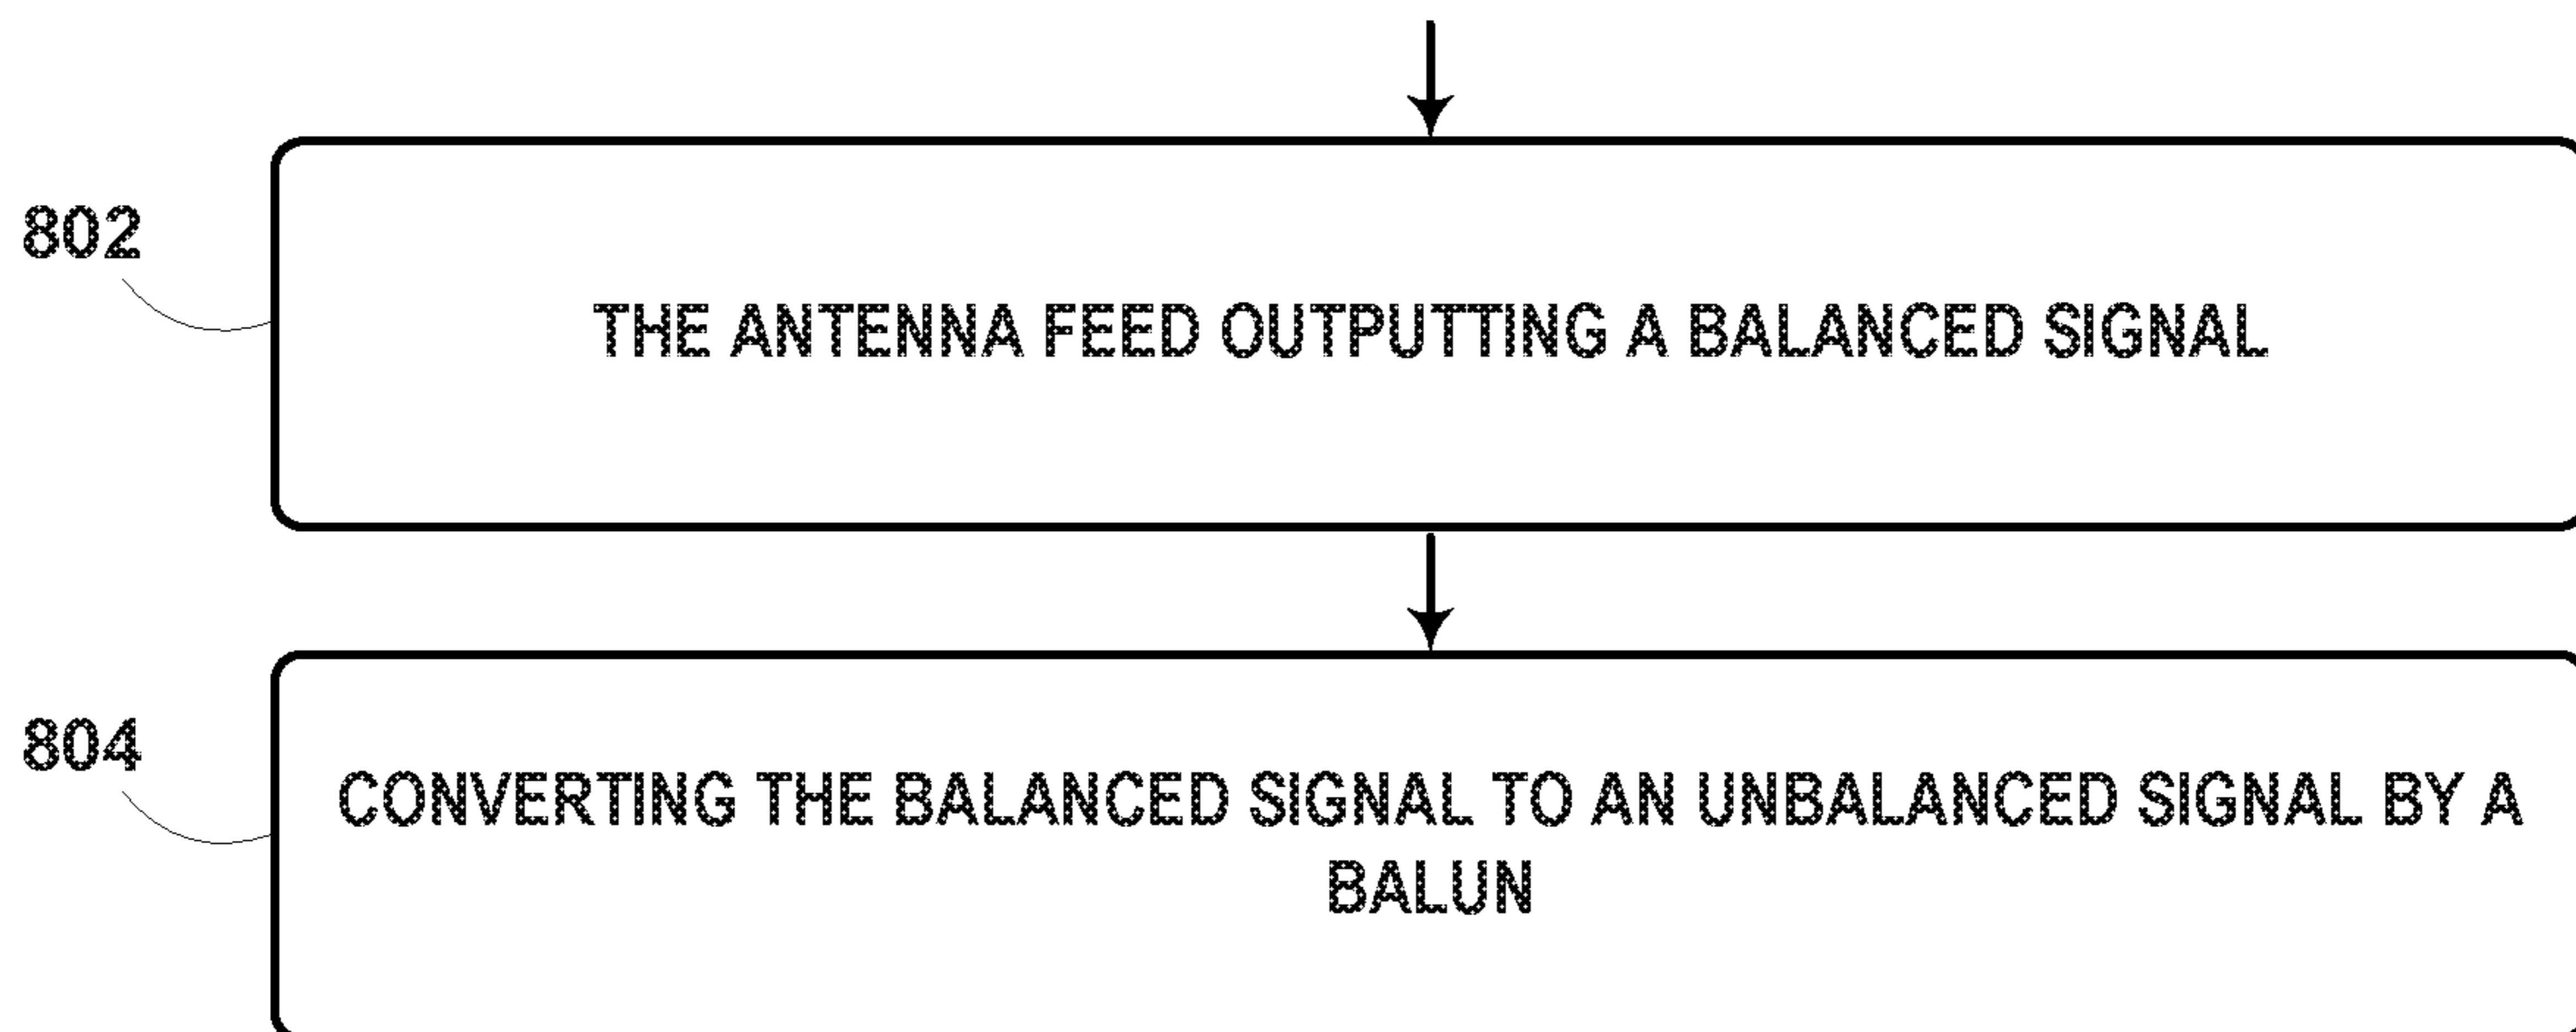 802
THE ANTENNA FEED OUTPUTTING A BALANCED SIGNAL
804
CONVERTING THE BALANCED SIGNAL TO AN UNBALANCED SIGNAL BY A
BALUN